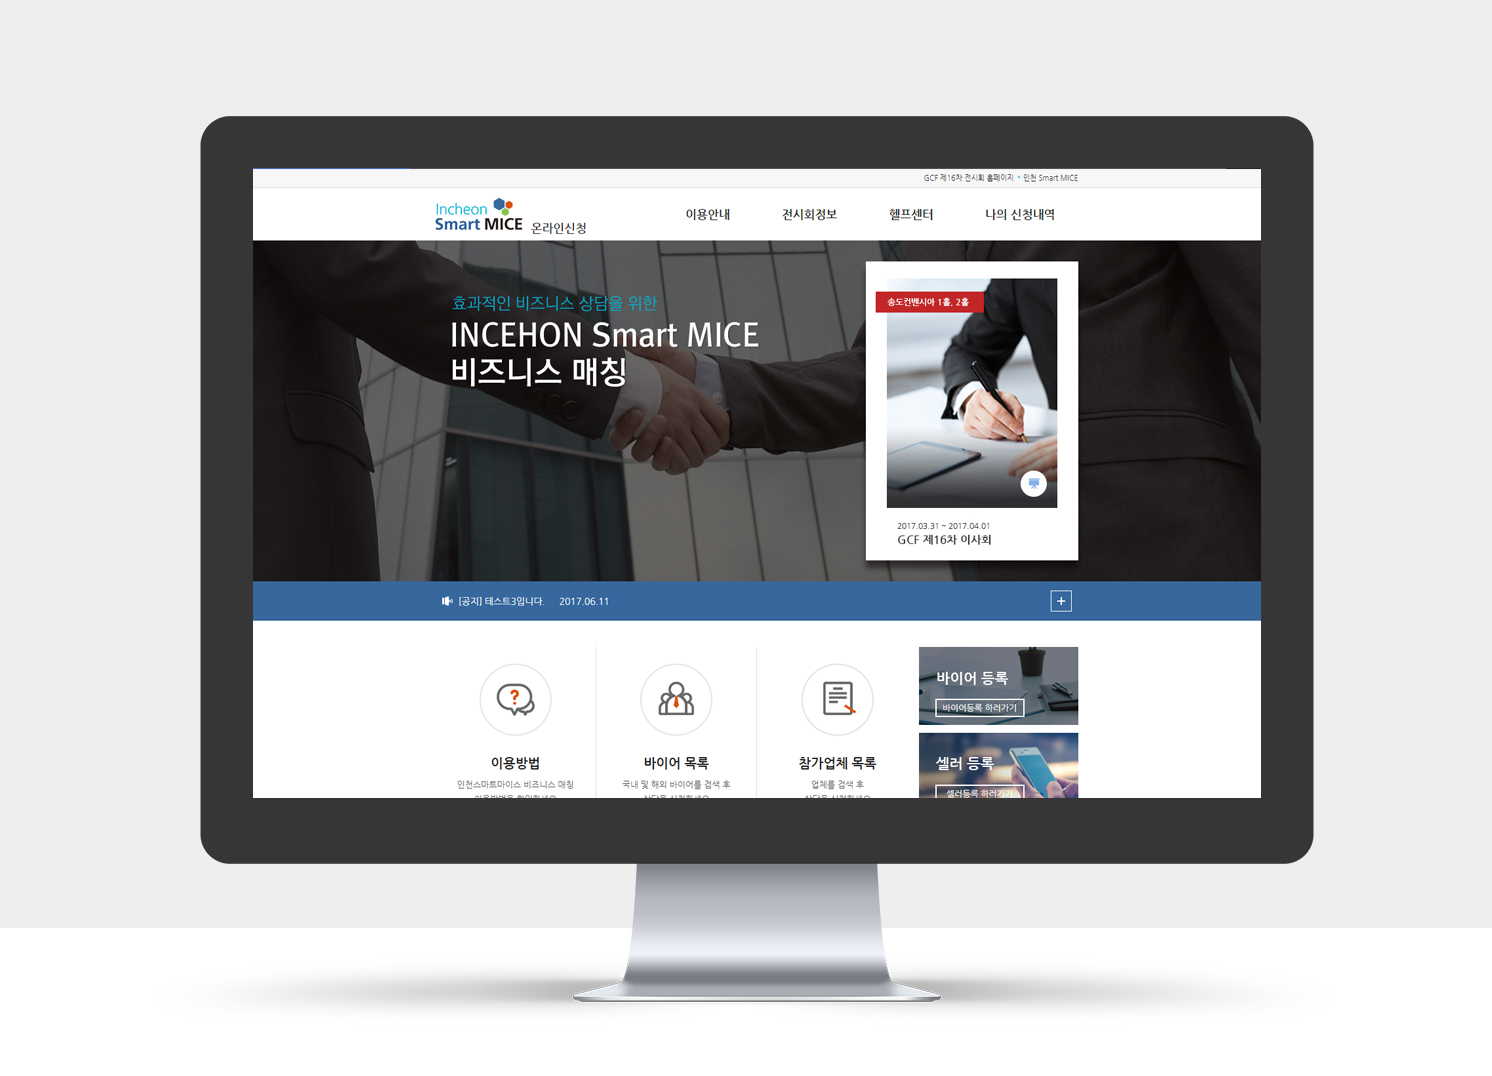 GCF 제16차 전시회 홈페이지 • 인천 Smart MICE
Incheon
Smart MICE 온라인신청
이용안내 전시회정보 헬프센터 나의 신청내역
효과적인 비즈니스 상담을 위한
INCEHON Smart MICE
비즈니스 매칭
송도컨벤시아 1홀, 2홀
2017.03.31 ~ 2017.04.01
GCF 제16차 이사회
[공지] 테스트3입니다. 2017.06.11
이용방법
인천스마트마이스 비즈니스 매칭
바이어 목록
국내 및 해외 바이어를 검색 후
참가업체 목록
업체를 검색 후
바이어 등록
바이어등록 하러가기
셀러 등록
셀러등록 하러가기